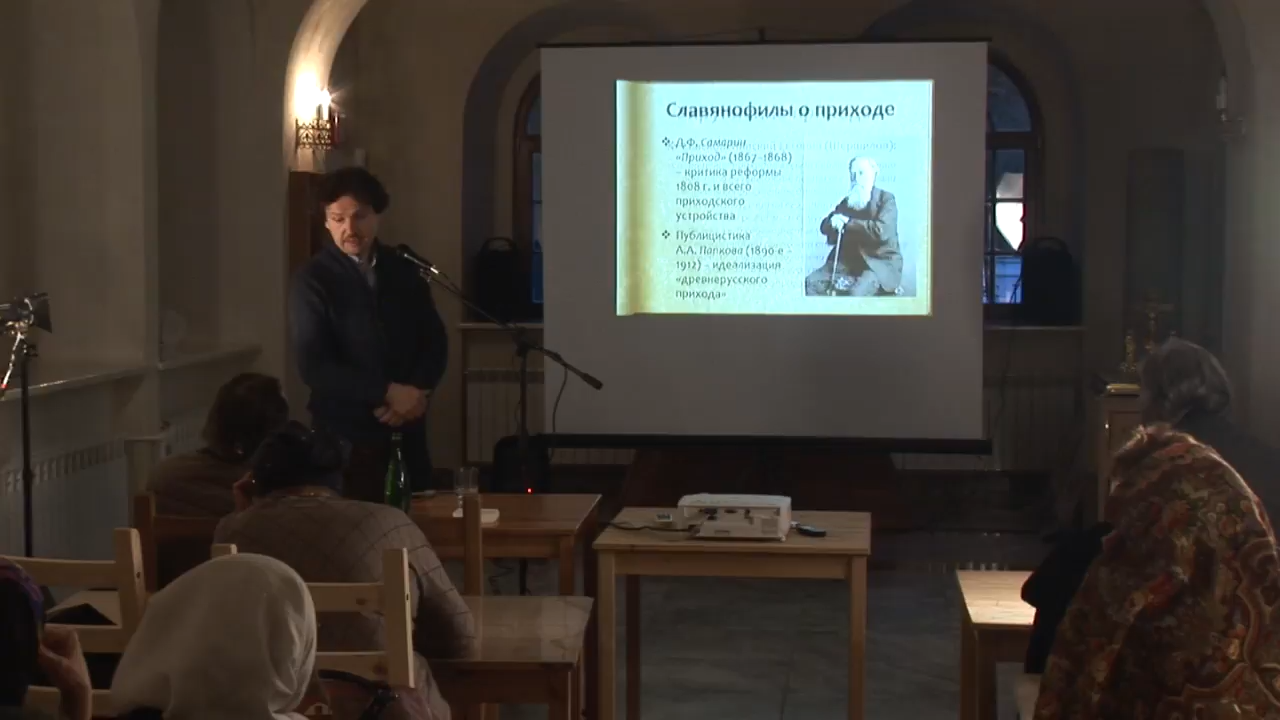 Славянофилы о приходе
❖ Д.Ф. Самарин
«Приход» (1867-1868)
– критика реформы
1808 г. и всего
приходского
устройства
❖ Публицистика
А.А. Папкова (1890-е –
1912) – идеализация
«древнерусского
прихода»